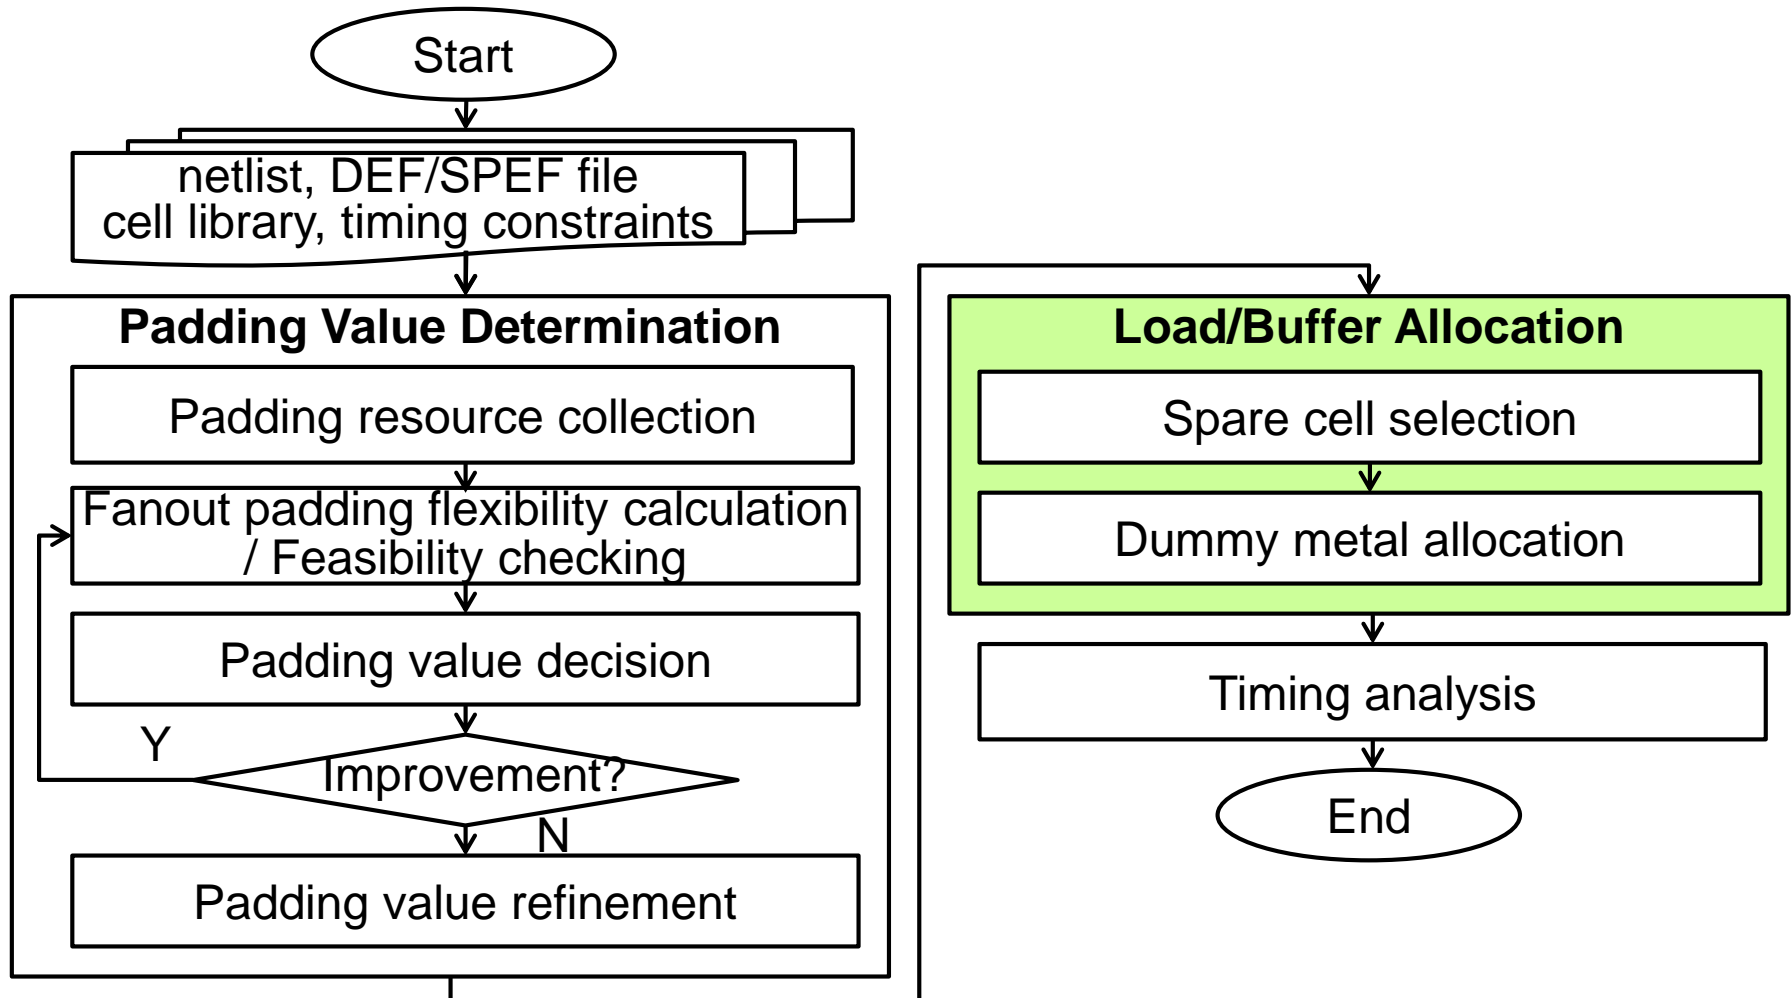 Start
netlist, DEF/SPEF file
cell library, timing constraints
Padding Value Determination
Padding resource collection
Fanout padding flexibility calculation
/ Feasibility checking
Padding value decision
Y
Improvement?
N
Padding value refinement
Load/Buffer Allocation
Spare cell selection
Dummy metal allocation
Timing analysis
End